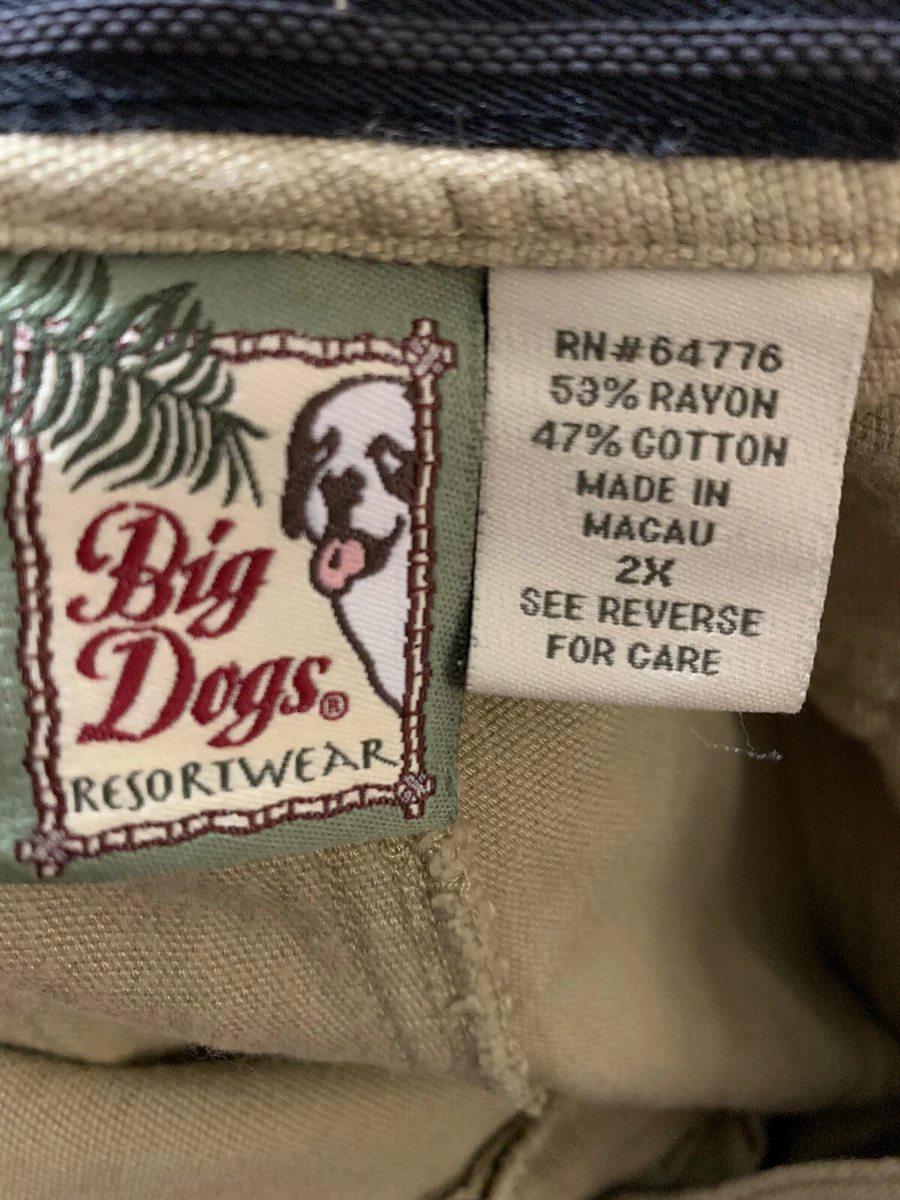 Big
Dogs®
RESORTWEAR
RN#64776
53% RAYON
47% COTTON
MADE IN
MACAU
2X
SEE REVERSE
FOR CARE